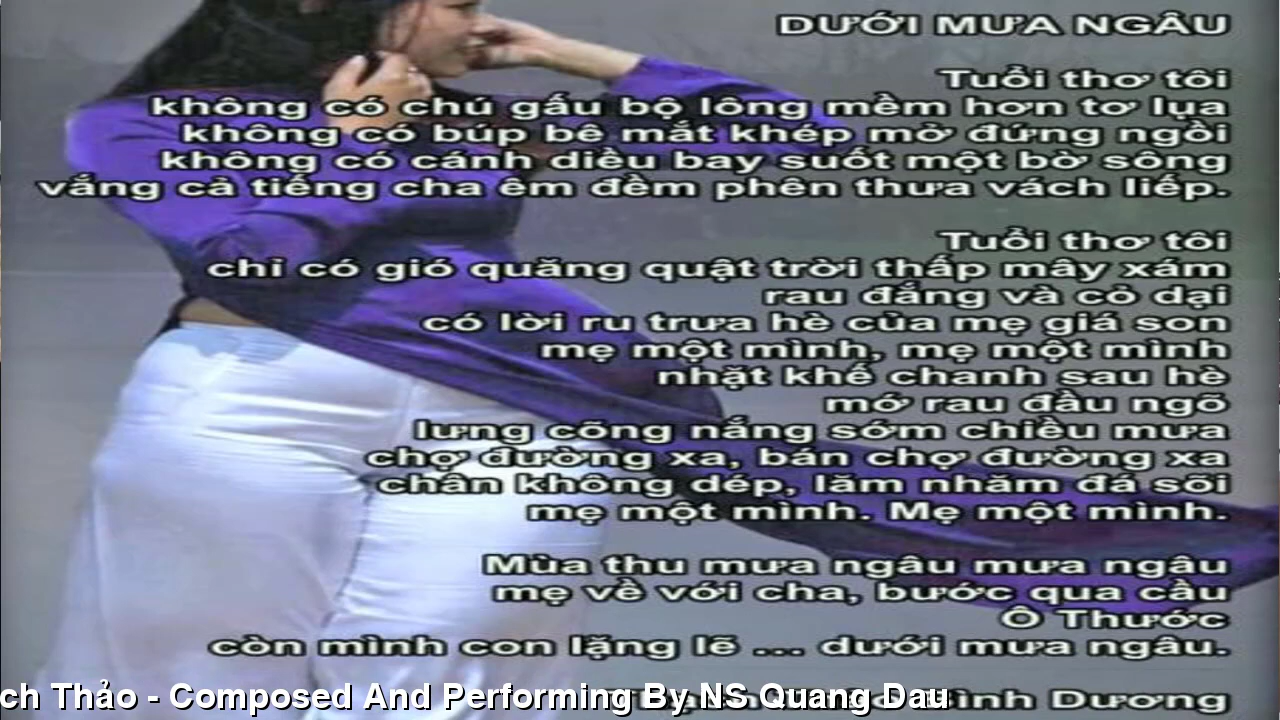 DƯỚI MƯA NGÂU
Tuổi thơ tôi
không có chú gấu bộ lông mềm hơn tơ lụa
không có búp bê mắt khép mở đứng ngồi
không có cánh diều bay suốt một bờ sông
vắng cả tiếng cha êm đềm phên thưa vách liếp.
Tuổi thơ tôi
chỉ có gió quăng quật trời thấp mây xám
rau đắng và cỏ dại
có lời ru trưa hè của mẹ giá son
mẹ một mình, mẹ một mình
nhặt khế chanh sau hè
mớ rau đầu ngõ
lưng cõng nắng sớm chiều mưa
chợ đường xa, bán chợ đường xa
chân không dép, lăm nhăm đá sõi
mẹ một mình. Mẹ một mình.
Mùa thu mưa ngâu mưa ngâu
mẹ về với cha, bước qua cầu
Ô Thước
còn mình con lặng lẽ ... dưới mưa ngâu.
Bình Dương
ch Thảo - Composed And Performing By NS Quang Dau